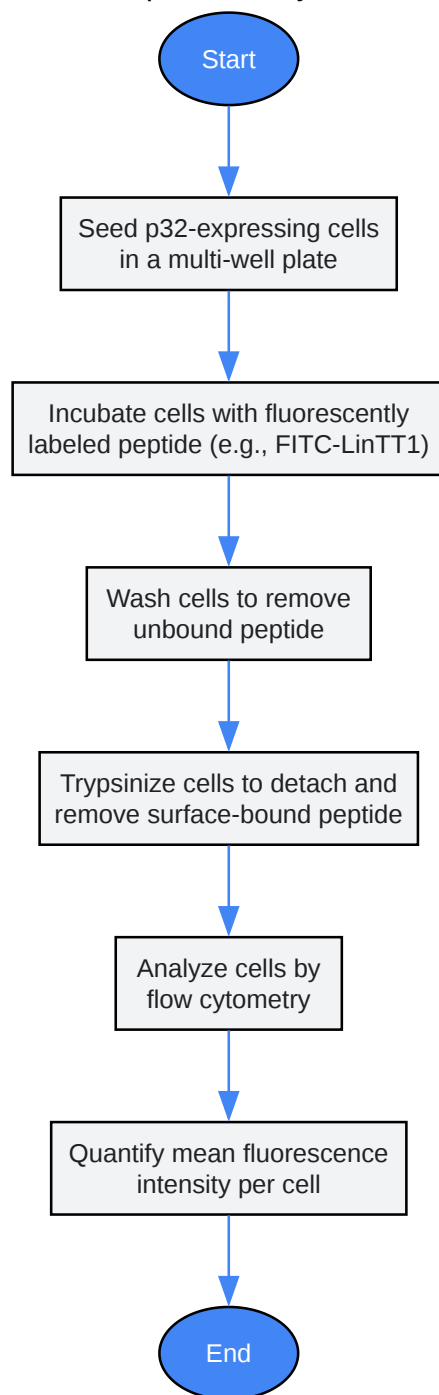 Start
Seed p32-expressing cells
in a multi-well plate
Incubate cells with fluorescently
labeled peptide (e.g., FITC-LinTT1)
Wash cells to remove
unbound peptide
Trypsinize cells to detach and
remove surface-bound peptide
Analyze cells by
flow cytometry
Quantify mean fluorescence
intensity per cell
End